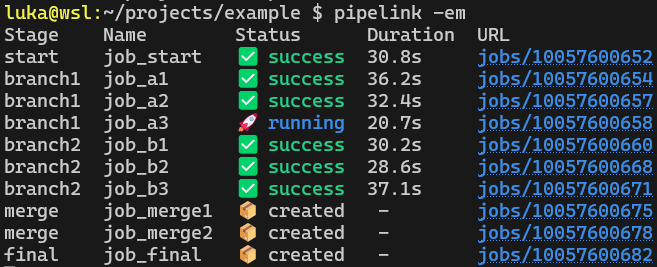 luka@wsl:~/projects/example $ pipelink -em
Stage Name Status Duration URL
start job_start ✅ success 30.8s jobs/10057600652
branch1 job_a1 ✅ success 36.2s jobs/10057600654
branch1 job_a2 ✅ success 32.4s jobs/10057600657
branch1 job_a3 🚀 running 20.7s jobs/10057600658
branch2 job_b1 ✅ success 30.2s jobs/10057600660
branch2 job_b2 ✅ success 28.6s jobs/10057600668
branch2 job_b3 ✅ success 37.1s jobs/10057600671
merge job_merge1 📦 created - jobs/10057600675
merge job_merge2 📦 created - jobs/10057600678
final job_final 📦 created - jobs/10057600682